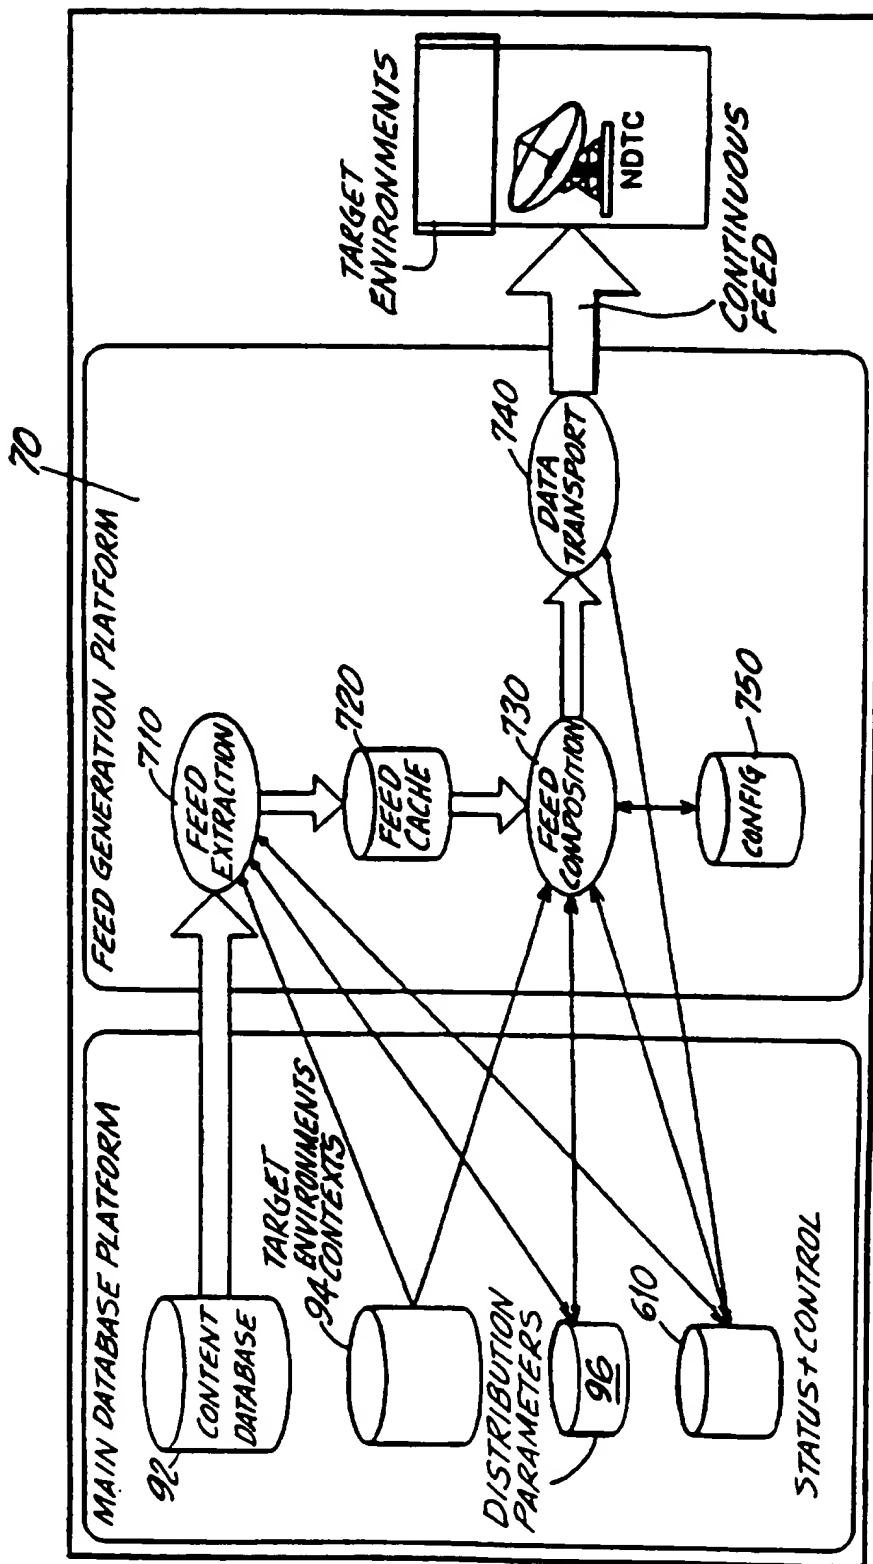 70
MAIN DATABASE PLATFORM
92
CONTENT
DATABASE
TARGET
ENVIRONMENTS
94 CONTEXTS
DISTRIBUTION
PARAMETERS
96
610
STATUS+CONTROL
FEED GENERATION PLATFORM
710
FEED
EXTRACTION
720
FEED
CACHE
730
FEED
COMPOSITION
740
DATA
TRANSPORT
750
CONFIG
TARGET
ENVIRONMENTS
NDTC
CONTINUOUS
FEED